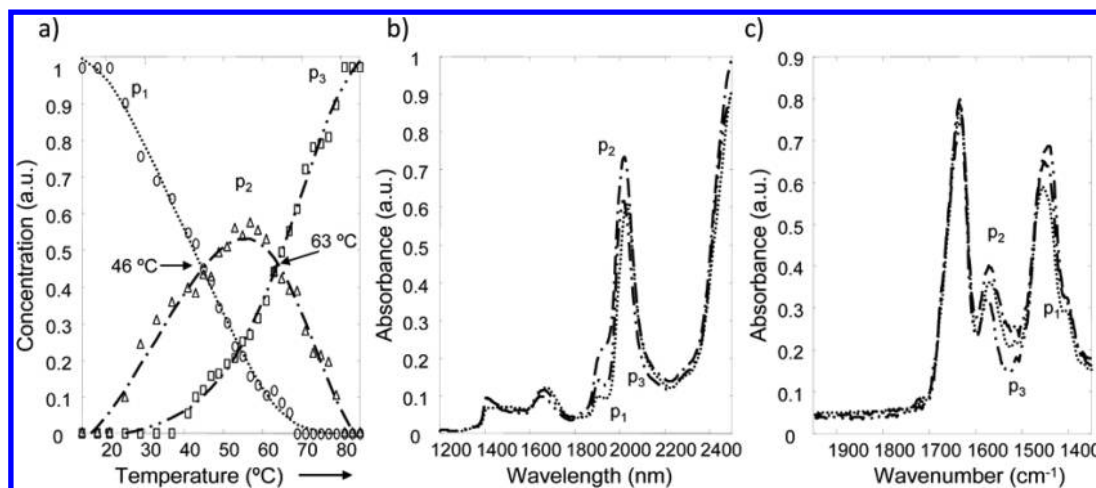 a)
Concentration (a.u.)
1
0.9
0.8
0.7
0.6
0.5
0.4
0.3
0.2
0.1
0
p1
p2
p3
46 ºC
63 ºC
20 30 40 50 60 70 80
Temperature (ºC)
b)
Absorbance (a.u.)
1
0.9
0.8
0.7
0.6
0.5
0.4
0.3
0.2
0.1
0
p2
p3
p1
1200 1400 1600 1800 2000 2200 2400
Wavelength (nm)
c)
Absorbance (a.u.)
0.9
0.8
0.7
0.6
0.5
0.4
0.3
0.2
0.1
0
p2
p1
p3
1900 1800 1700 1600 1500 1400
Wavenumber (cm-1)